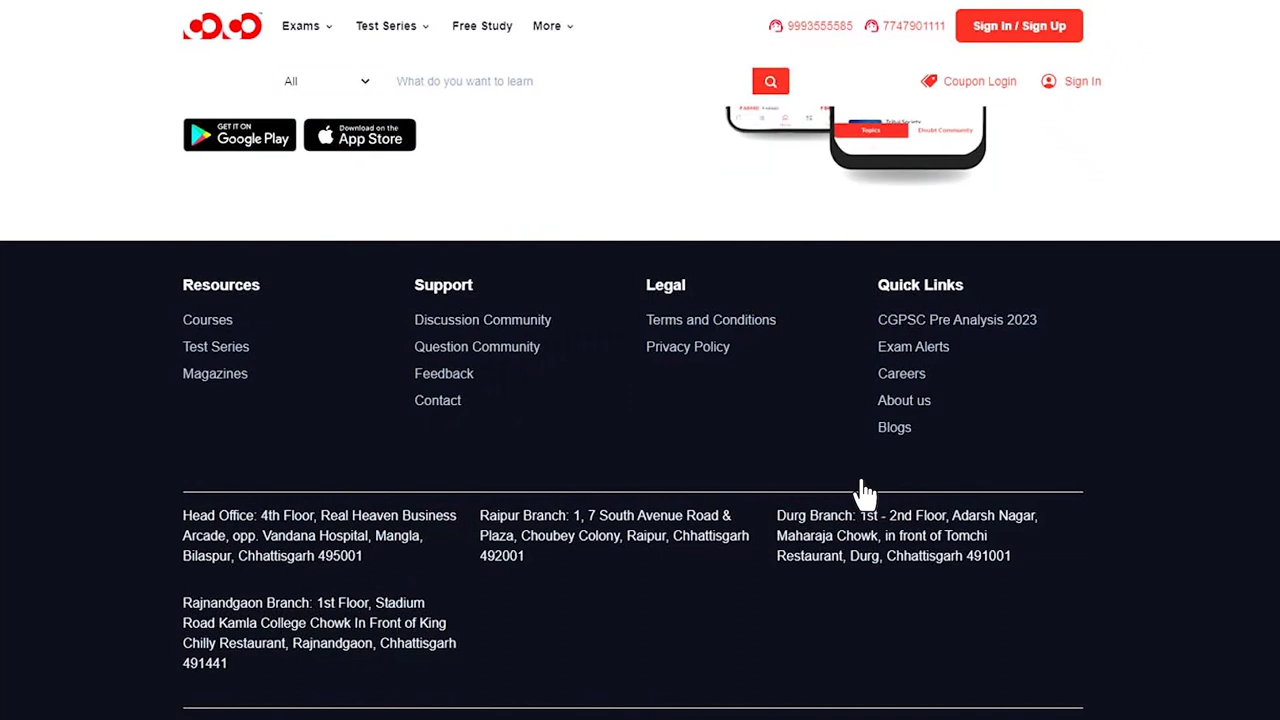 Exams Test Series Free Study More 9993555585 7747901111 Sign In / Sign Up
All What do you want to learn Coupon Login Sign In
GET IT ON
Google Play
Download on the
App Store
Topics Doubt Community
Resources
Courses
Test Series
Magazines
Support
Discussion Community
Question Community
Feedback
Contact
Legal
Terms and Conditions
Privacy Policy
Quick Links
CGPSC Pre Analysis 2023
Exam Alerts
Careers
About us
Blogs
Head Office: 4th Floor, Real Heaven Business
Arcade, opp. Vandana Hospital, Mangla,
Bilaspur, Chhattisgarh 495001
Raipur Branch: 1, 7 South Avenue Road &
Plaza, Choubey Colony, Raipur, Chhattisgarh
492001
Durg Branch: 1st - 2nd Floor, Adarsh Nagar,
Maharaja Chowk, in front of Tomchi
Restaurant, Durg, Chhattisgarh 491001
Rajnandgaon Branch: 1st Floor, Stadium
Road Kamla College Chowk In Front of King
Chilly Restaurant, Rajnandgaon, Chhattisgarh
491441